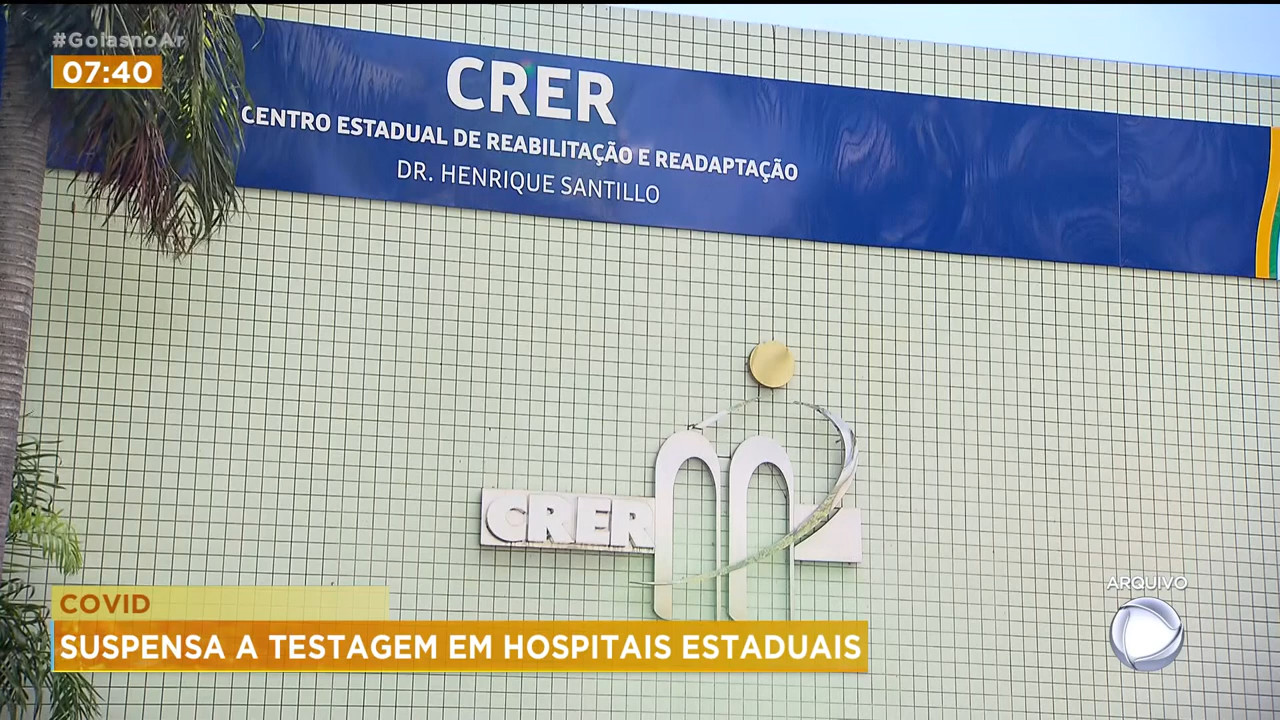 #GoiasnoAr
07:40
CRER
CENTRO ESTADUAL DE REABILITAÇÃO E READAPTAÇÃO
DR. HENRIQUE SANTILLO
CRER
ARQUIVO
COVID
SUSPENSA A TESTAGEM EM HOSPITAIS ESTADUAIS